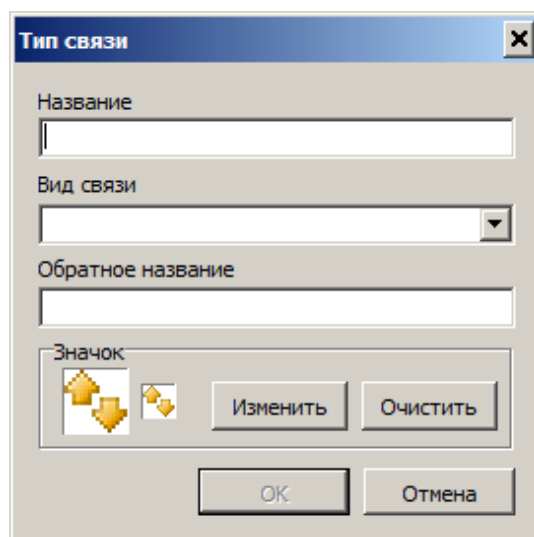 Тип связи
Название
Вид связи
Обратное название
Значок
Изменить Очистить
OK Отмена